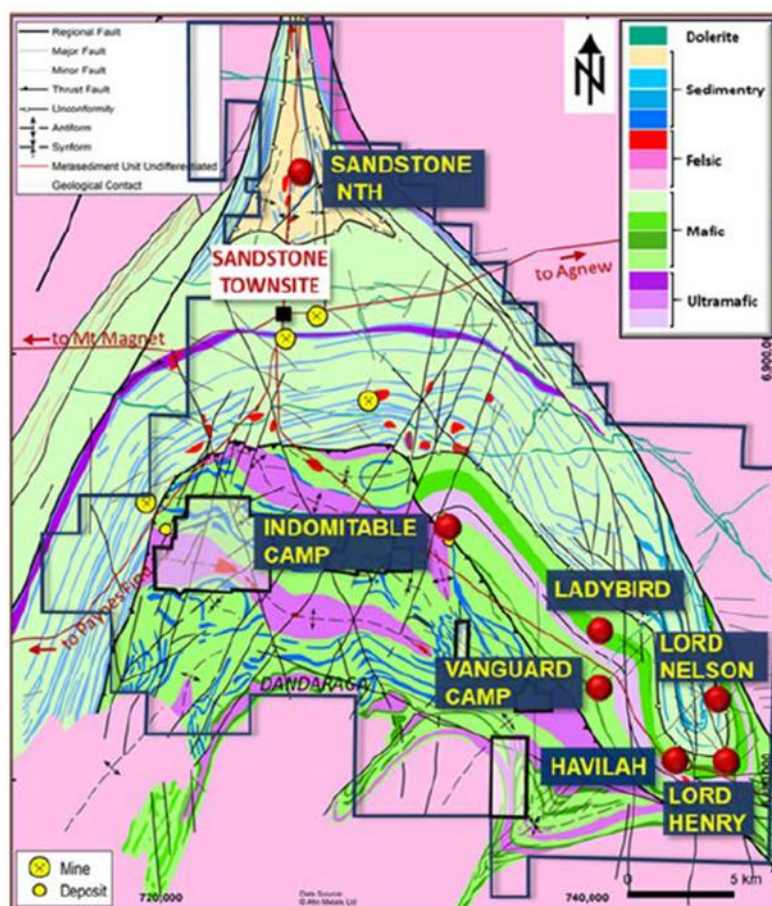 Regional Fault
Major Fault
Minor Fault
Thrust Fault
Unconformity
Antiform
Synform
Metasediment Unit Undifferentiated
Geological Contact
N
Dolerite
Sedimentry
Felsic
Mafic
Ultramafic
SANDSTONE
NTH
SANDSTONE
TOWNSITE
to Agnew
to Mt Magnet
6,900,00
INDOMITABLE
CAMP
LADYBIRD
to Paynes Find
LORD
NELSON
VANGUARD
CAMP
DANDARAGA
HAVILAH
LORD
HENRY
Mine
Deposit
720,000
Data Source:
© Alto Metals Ltd
740,000
0 5 km